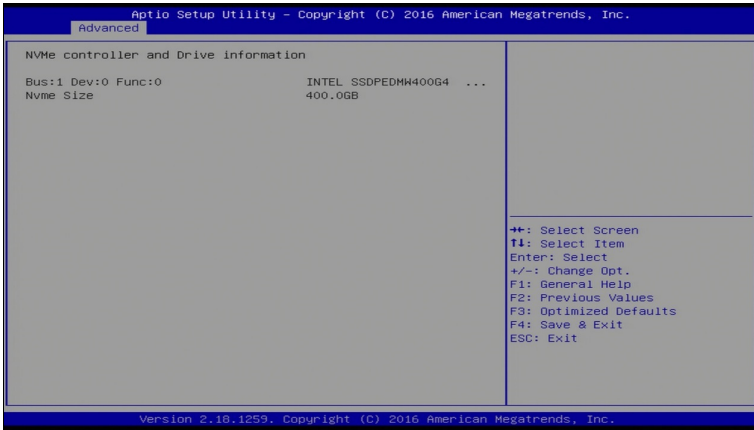 Aptio Setup Utility – Copyright (C) 2016 American Megatrends, Inc.
Advanced
NVMe controller and Drive information
Bus:1 Dev:0 Func:0 INTEL SSDPEDMW400G4 ...
Nvme Size 400.0GB
→←: Select Screen
↑↓: Select Item
Enter: Select
+/-: Change Opt.
F1: General Help
F2: Previous Values
F3: Optimized Defaults
F4: Save & Exit
ESC: Exit
Version 2.18.1259. Copyright (C) 2016 American Megatrends, Inc.